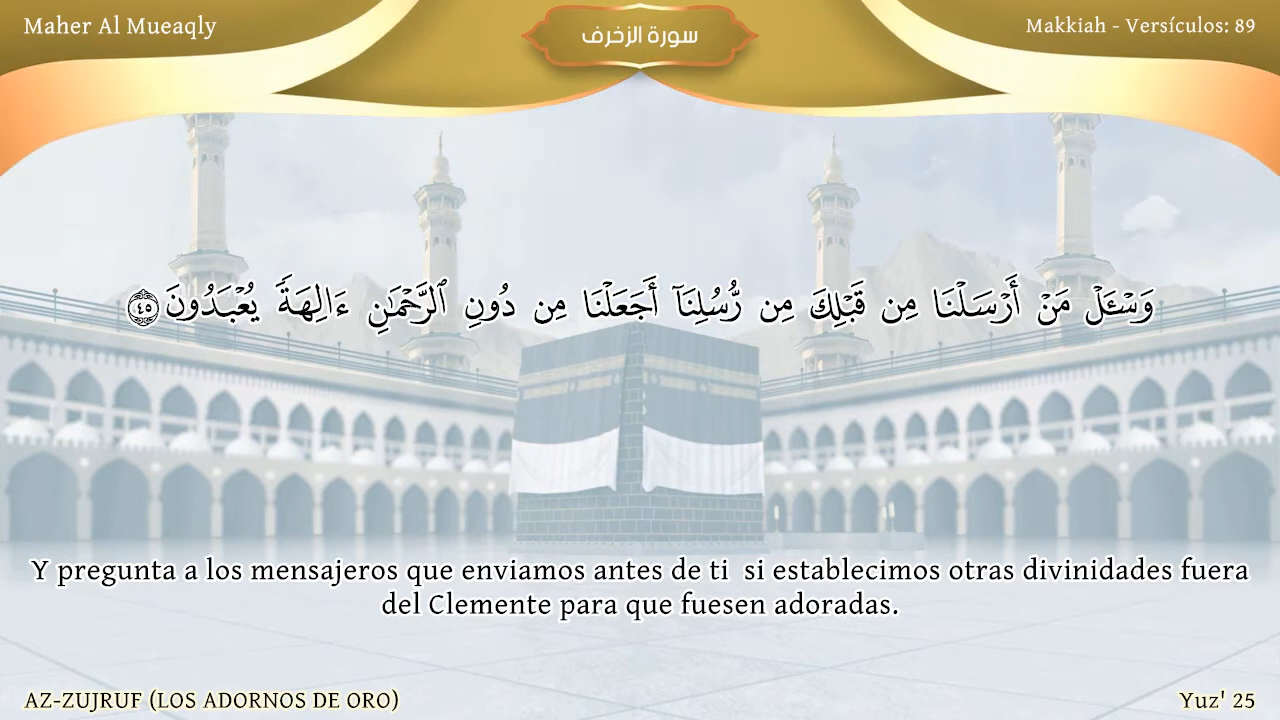 Maher Al Mueaqly
سورة الزخرف
Makkiah - Versículos: 89
وَسْـَٔلْ مَنْ أَرْسَلْنَا مِن قَبْلِكَ مِن رُّسُلِنَآ أَجَعَلْنَا مِن دُونِ ٱلرَّحْمَـٰنِ ءَالِهَةً يُعْبَدُونَ ٤٥
Y pregunta a los mensajeros que enviamos antes de ti si establecimos otras divinidades fuera
del Clemente para que fuesen adoradas.
AZ-ZUJRUF (LOS ADORNOS DE ORO)
Yuz' 25